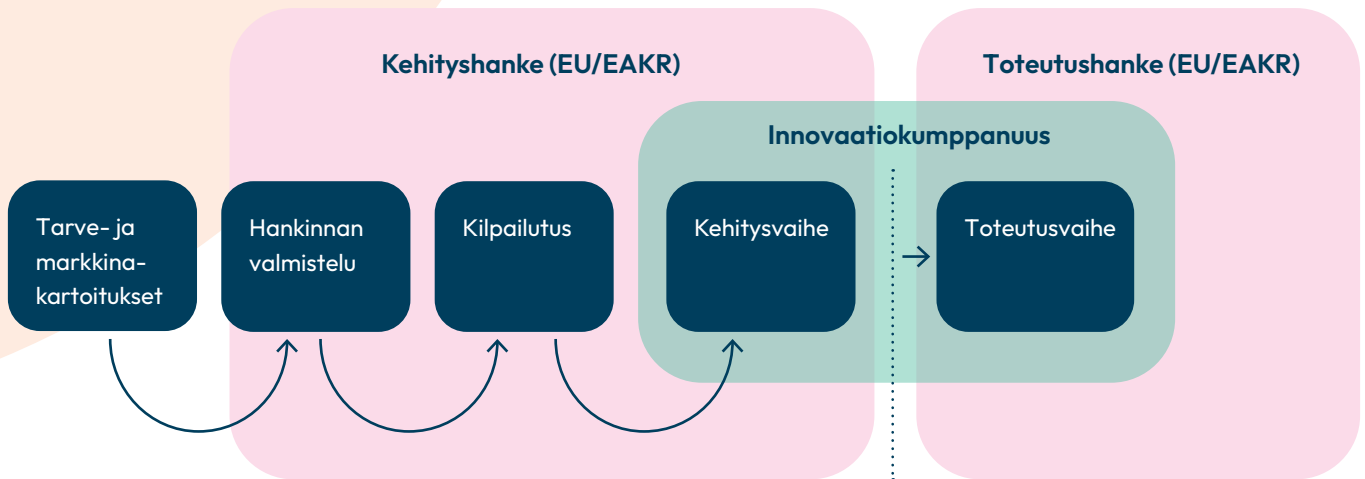 Kehityshanke (EU/EAKR)
Toteutushanke (EU/EAKR)
Innovaatiokumppanuus
Tarve- ja
markkina-
kartoitukset
Hankinnan
valmistelu
Kilpailutus
Kehitysvaihe
Toteutusvaihe